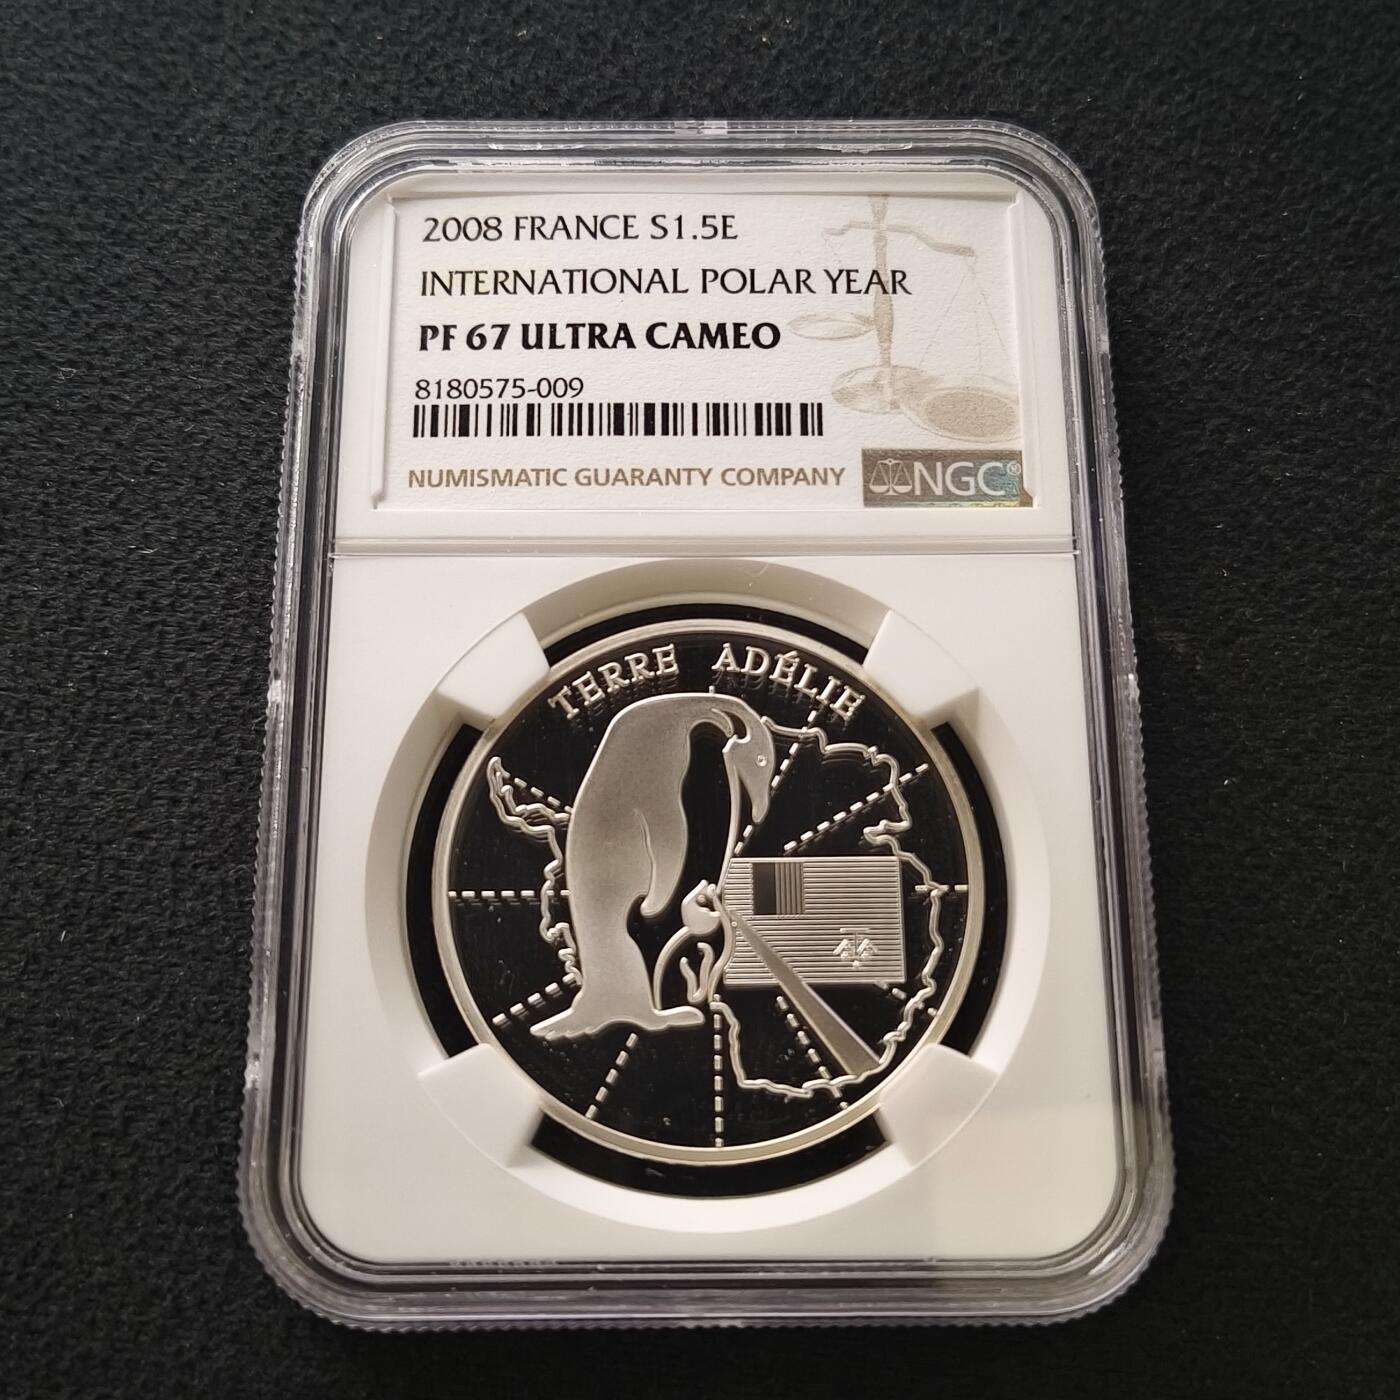 2008 FRANCE S1.5E
INTERNATIONAL POLAR YEAR
PF 67 ULTRA CAMEO
8180575-009
NUMISMATIC GUARANTY COMPANY
NGC®
TERRE ADÉLIE